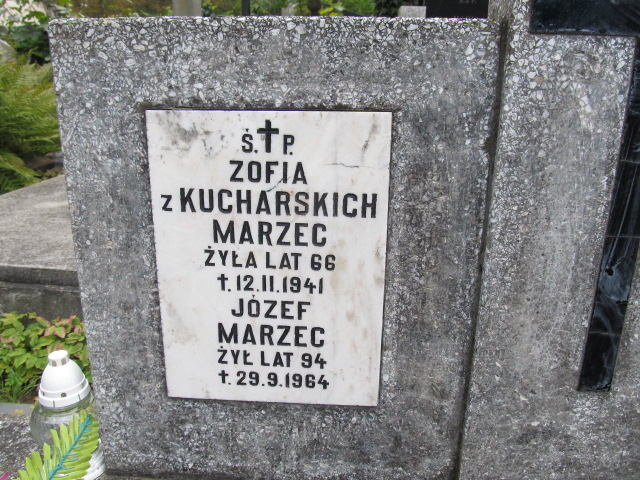 Ś.✝P.
ZOFIA
z KUCHARSKICH
MARZEC
ŻYŁA LAT 66
✝.12.11.1941
JÓZEF
MARZEC
ŻYŁ LAT 94
✝.29.9.1964